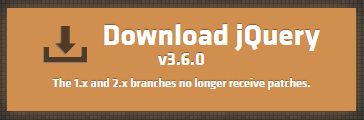 Download jQuery
v3.6.0
The 1.x and 2.x branches no longer receive patches.